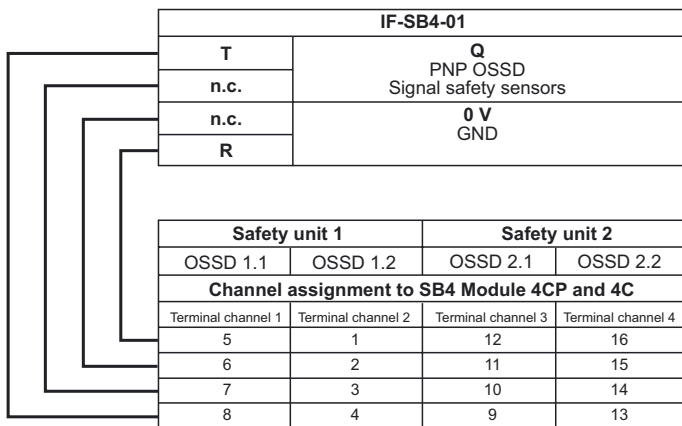 IF-SB4-01
T
n.c.
Q
PNP OSSD
Signal safety sensors
n.c.
R
0 V
GND
Safety unit 1 Safety unit 2
OSSD 1.1 OSSD 1.2 OSSD 2.1 OSSD 2.2
Channel assignment to SB4 Module 4CP and 4C
Terminal channel 1 Terminal channel 2 Terminal channel 3 Terminal channel 4
5 1 12 16
6 2 11 15
7 3 10 14
8 4 9 13